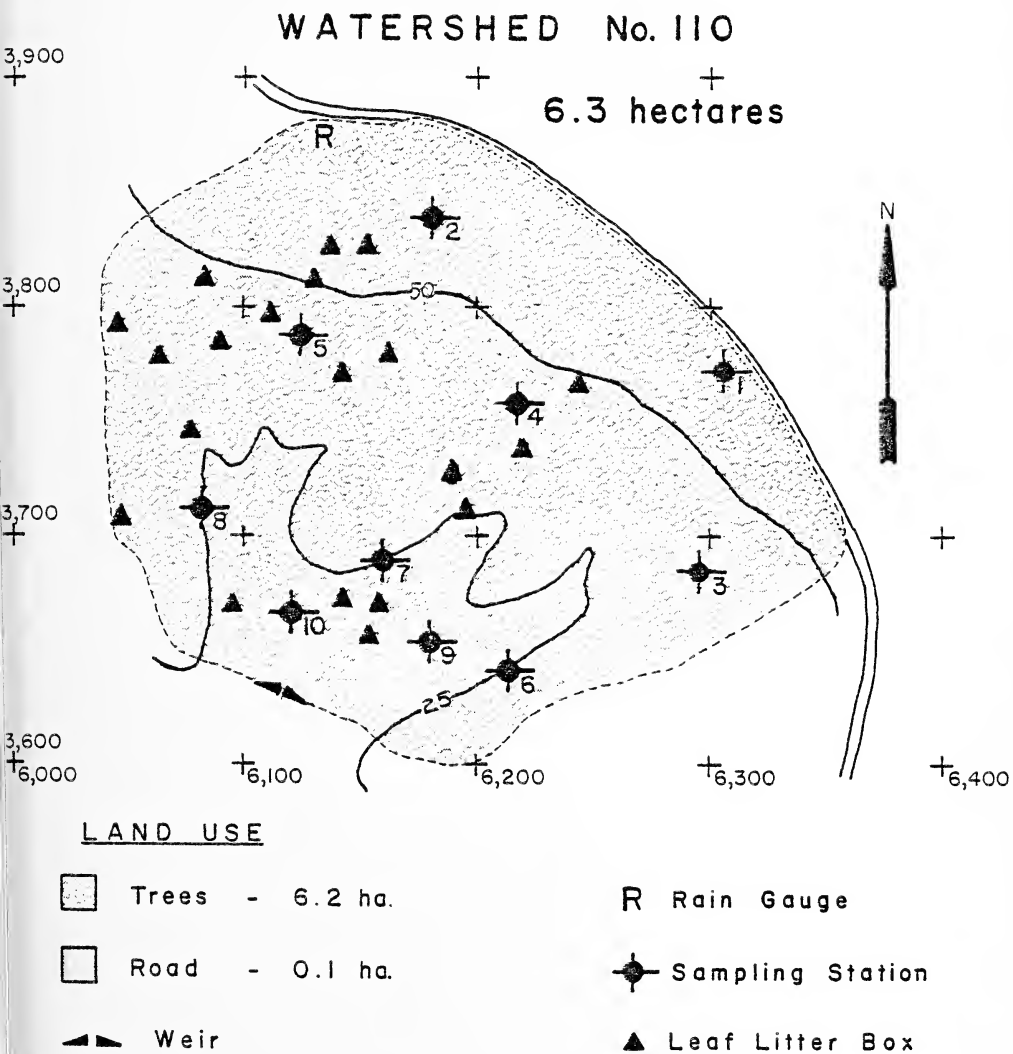 WATERSHED No. 110
3,900
6.3 hectares
R
N
2
3,800
50
5
1
4
3,700
8
7
3
10
9
6
25
3,600
6,000
6,100
6,200
6,300
6,400
LAND USE
Trees - 6.2 ha.
R Rain Gauge
Road - 0.1 ha.
Sampling Station
Weir
Leaf Litter Box